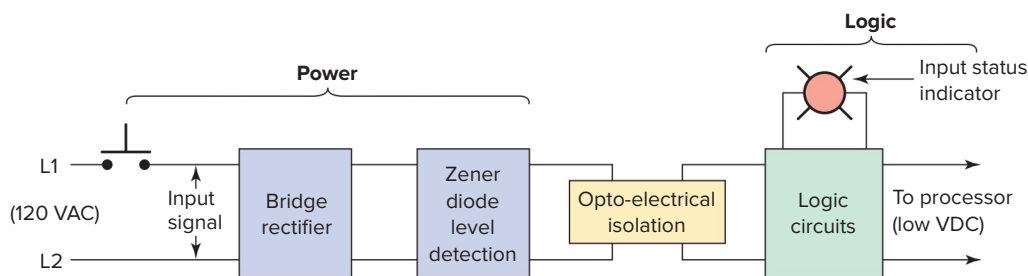 Logic
Power
Input status
indicator
L1
(120 VAC)
L2
Input
signal
Bridge
rectifier
Zener
diode
level
detection
Opto-electrical
isolation
Logic
circuits
To processor
(low VDC)